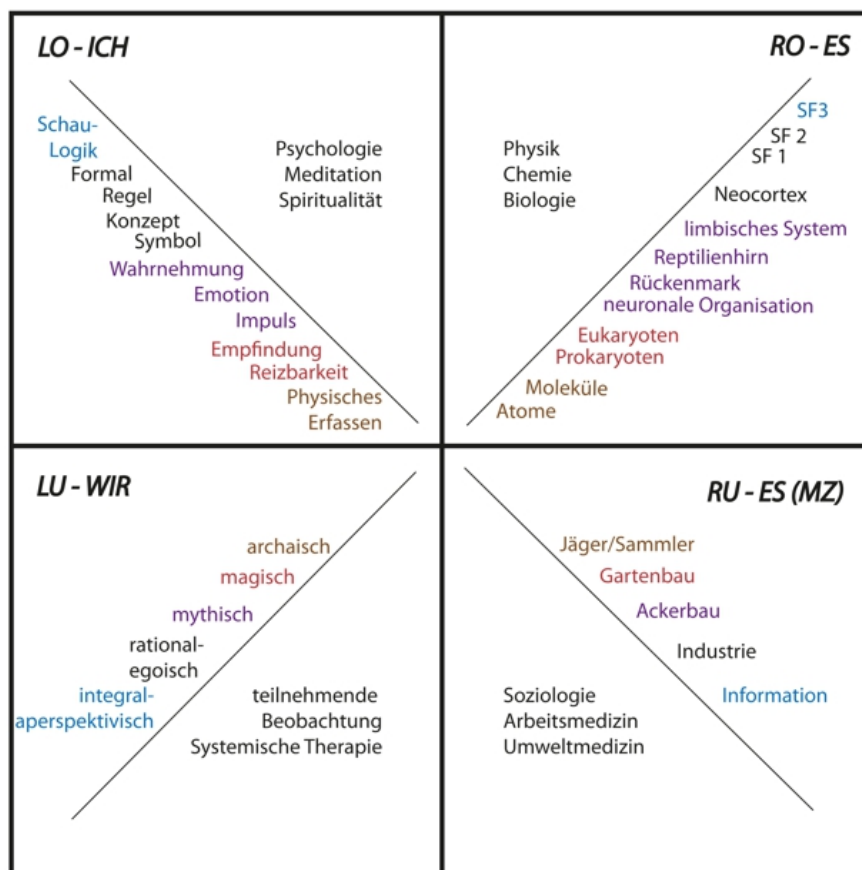 LO - ICH
Schau-
Logik
Formal
Regel
Konzept
Symbol
Wahrnehmung
Emotion
Impuls
Empfindung
Reizbarkeit
Physisches
Erfassen
Psychologie
Meditation
Spiritualität
RO - ES
SF3
SF 2
SF 1
Neocortex
limbisches System
Reptilienhirn
Rückenmark
neuronale Organisation
Eukaryoten
Prokaryoten
Moleküle
Atome
Physik
Chemie
Biologie
LU - WIR
archaisch
magisch
mythisch
rational-
egoisch
integral-
aperspektivisch
teilnehmende
Beobachtung
Systemische Therapie
RU - ES (MZ)
Jäger/Sammler
Gartenbau
Ackerbau
Industrie
Information
Soziologie
Arbeitsmedizin
Umweltmedizin